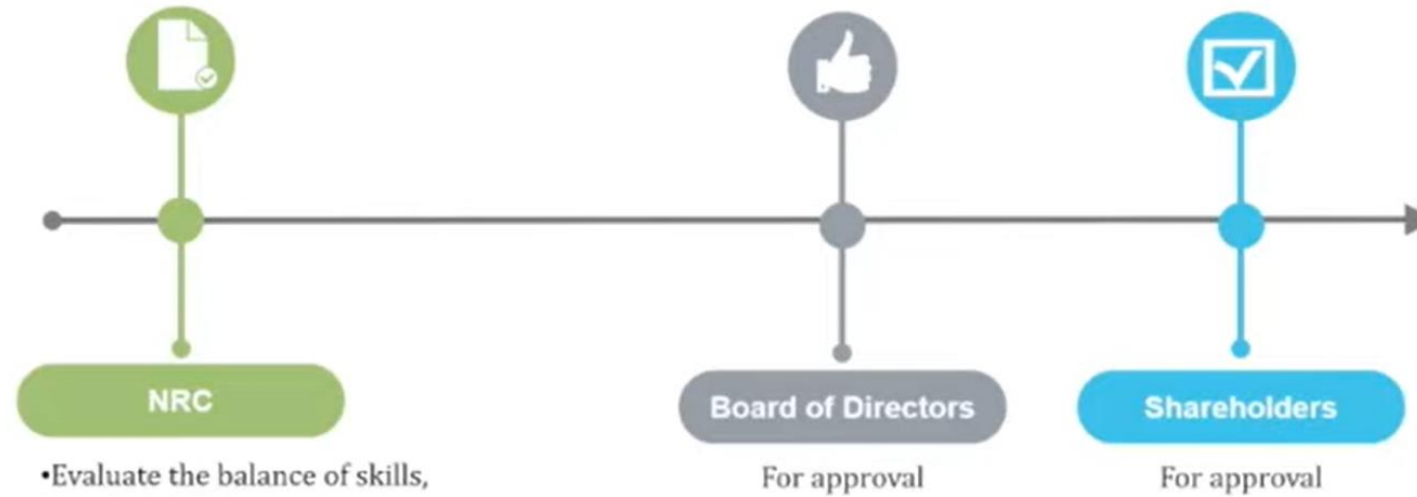 NRC
Board of Directors
Shareholders
•Evaluate the balance of skills,
For approval
For approval